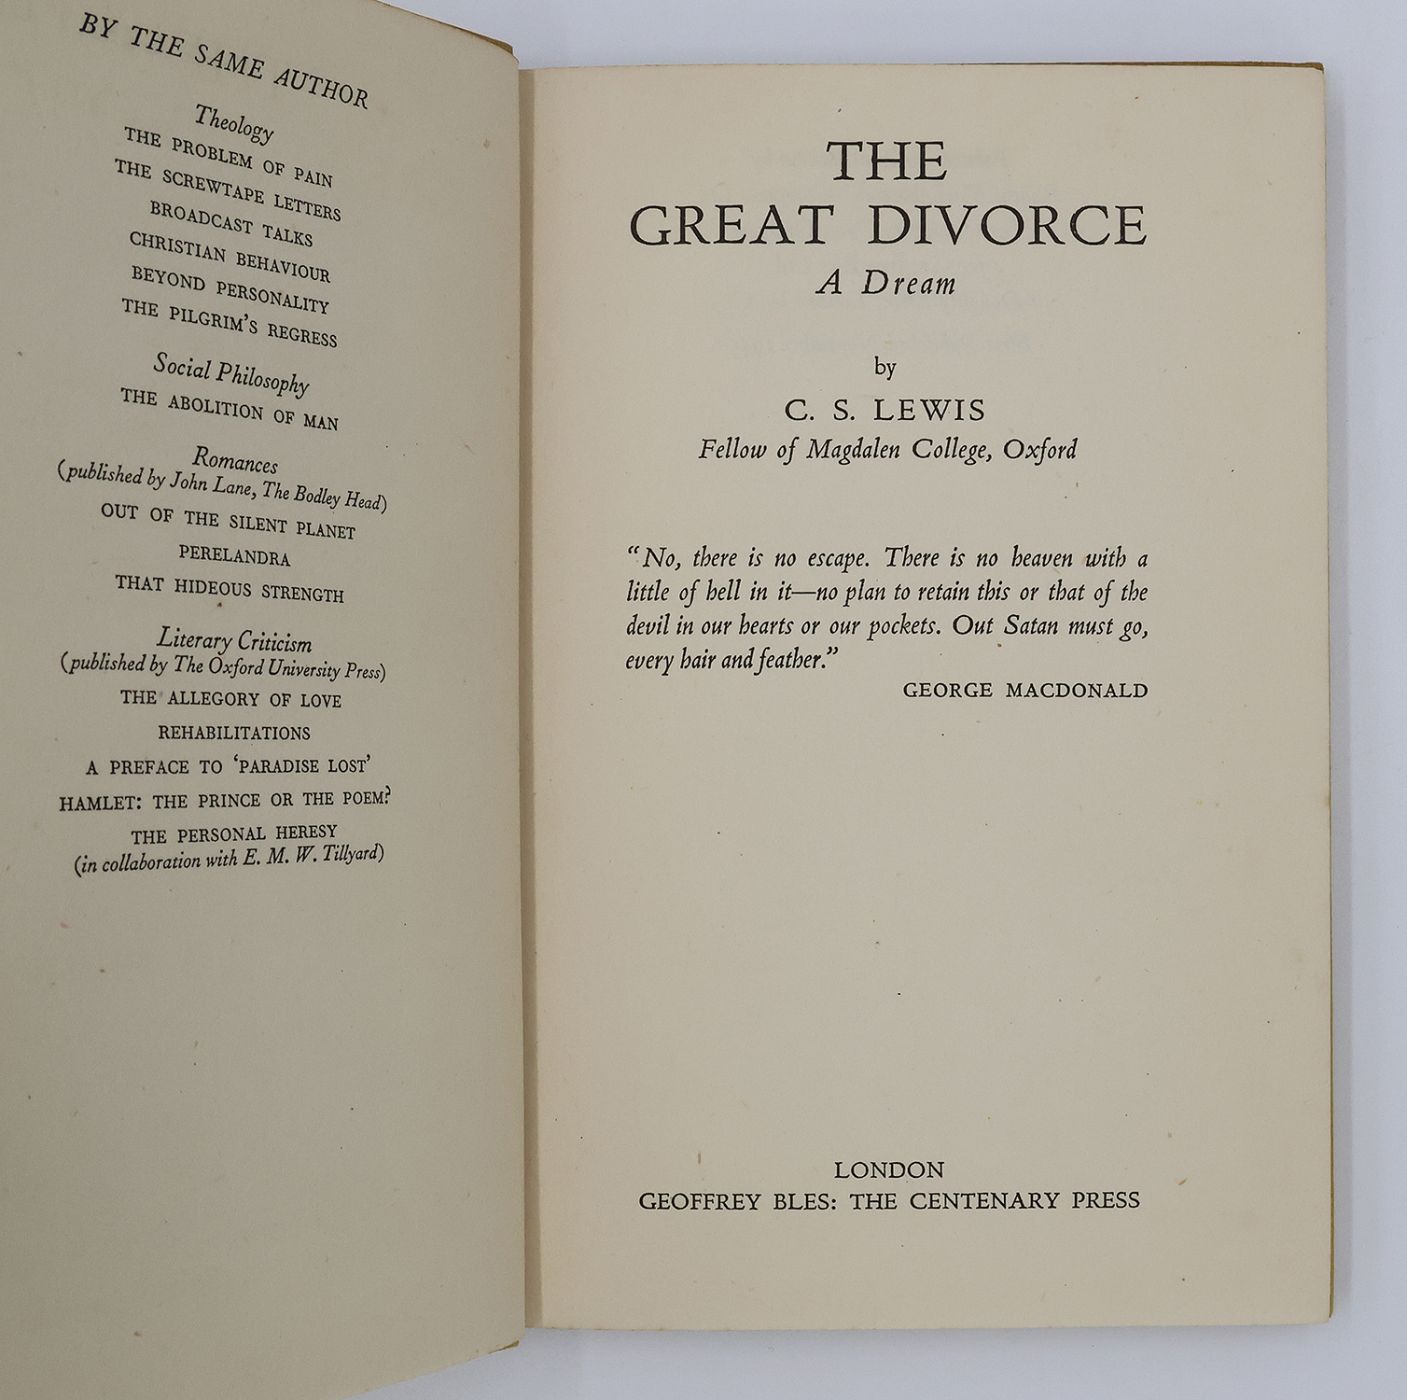 BY THE SAME AUTHOR
Theology
THE PROBLEM OF PAIN
THE SCREWTAPE LETTERS
BROADCAST TALKS
CHRISTIAN BEHAVIOUR
BEYOND PERSONALITY
THE PILGRIM'S REGRESS
Social Philosophy
THE ABOLITION OF MAN
Romances
(published by John Lane, The Bodley Head)
OUT OF THE SILENT PLANET
PERELANDRA
THAT HIDEOUS STRENGTH
Literary Criticism
(published by The Oxford University Press)
THE ALLEGORY OF LOVE
REHABILITATIONS
A PREFACE TO ‘PARADISE LOST’
HAMLET: THE PRINCE OR THE POEM?
THE PERSONAL HERESY
(in collaboration with E. M. W. Tillyard)
THE
GREAT DIVORCE
A Dream
by
C. S. LEWIS
Fellow of Magdalen College, Oxford
“No, there is no escape. There is no heaven with a
little of hell in it—no plan to retain this or that of the
devil in our hearts or our pockets. Out Satan must go,
every hair and feather.”
GEORGE MACDONALD
LONDON
GEOFFREY BLES: THE CENTENARY PRESS